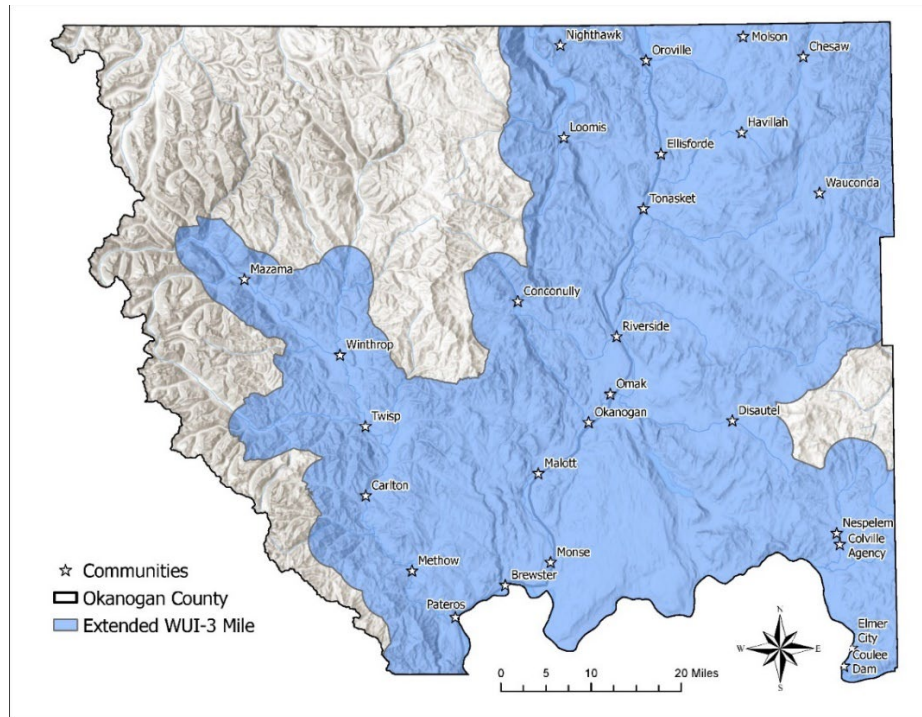 Nighthawk
Oroville
Molson
Chesaw
Loomis
Havillah
Ellisforde
Wauconda
Tonasket
Mazama
Conconully
Riverside
Winthrop
Omak
Okanogan
Disautel
Twisp
Malott
Carlton
Nespelem
Colville
Agency
Monse
Methow
Brewster
Pateros
Elmer
City
Coulee
Dam
Communities
Okanogan County
Extended WUI-3 Mile
N
W E
S
0 5 10 20 Miles